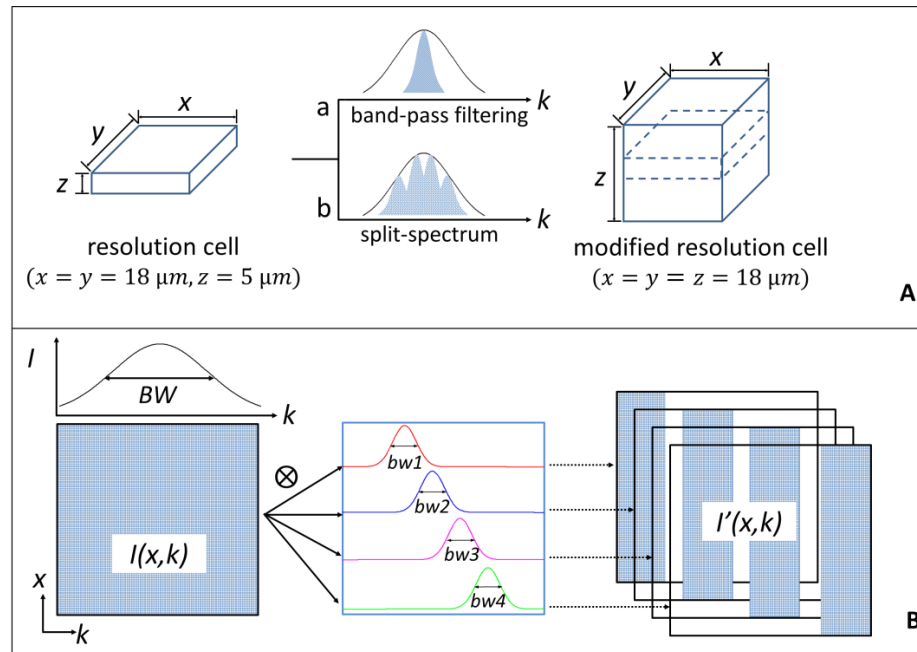 x
y
z
resolution cell
(x = y = 18 μm, z = 5 μm)
a
k
band-pass filtering
b
k
split-spectrum
x
y
z
modified resolution cell
(x = y = z = 18 μm)
A
I
BW
k
I(x,k)
x
k
⊗
bw1
bw2
bw3
bw4
I'(x,k)
B